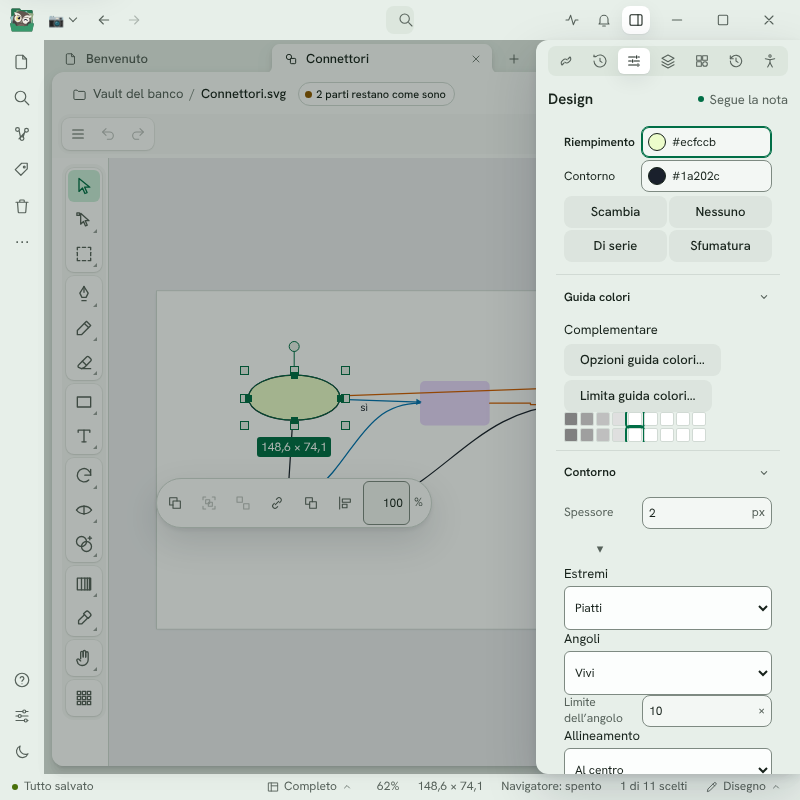 Benvenuto
Connettori
Vault del banco / Connettori.svg
2 parti restano come sono
sì
148,6 × 74,1
100 %
Design
Segue la nota
Riempimento
#ecfccb
Contorno
#1a202c
Scambia
Nessuno
Di serie
Sfumatura
Guida colori
Complementare
Opzioni guida colori...
Limita guida colori...
Contorno
Spessore
2 px
Estremi
Piatti
Angoli
Vivi
Limite
dell'angolo
10 ×
Allineamento
Al centro
Tutto salvato
Completo
62%
148,6 × 74,1
Navigatore: spento
1 di 11 scelti
Disegno